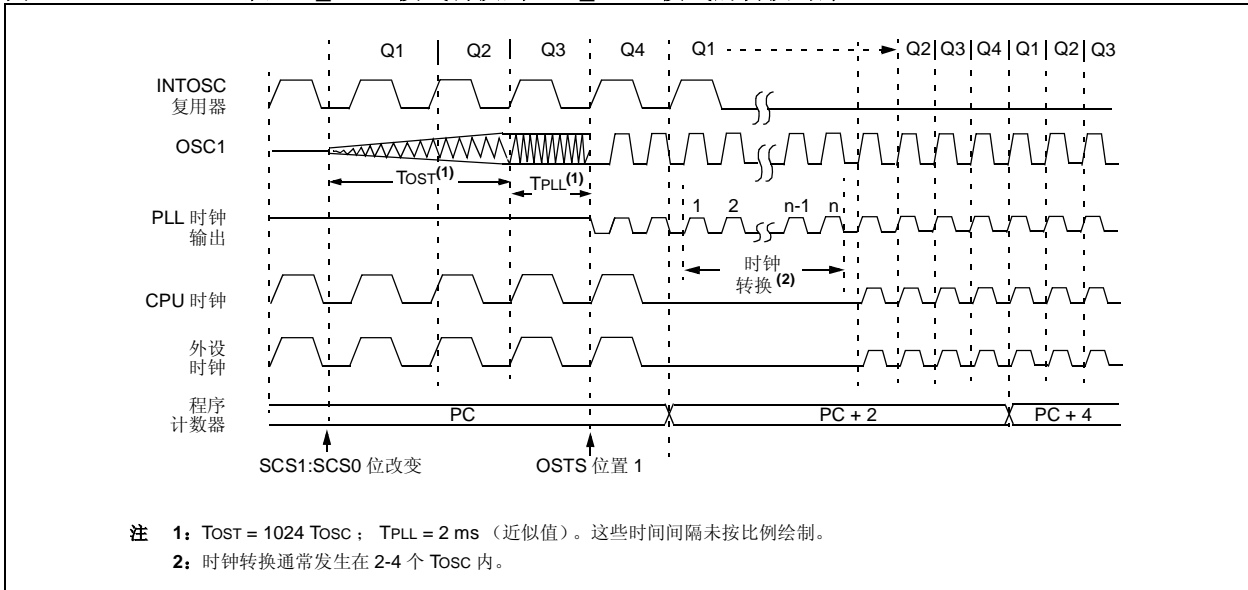 Q1 Q2 Q3 Q4 Q1 Q2 Q3 Q4 Q1 Q2 Q3
INTOSC
复用器
OSC1
TOST(1)
TPLL(1)
1 2 n-1 n
PLL 时钟
输出
时钟
转换(2)
CPU 时钟
外设
时钟
程序
计数器
PC PC + 2 PC + 4
SCS1:SCS0 位改变 OSTS 位置 1
注 1: TOST = 1024 TOSC ; TPLL = 2 ms （近似值）。这些时间间隔未按比例绘制。
2: 时钟转换通常发生在 2-4 个 TOSC 内。